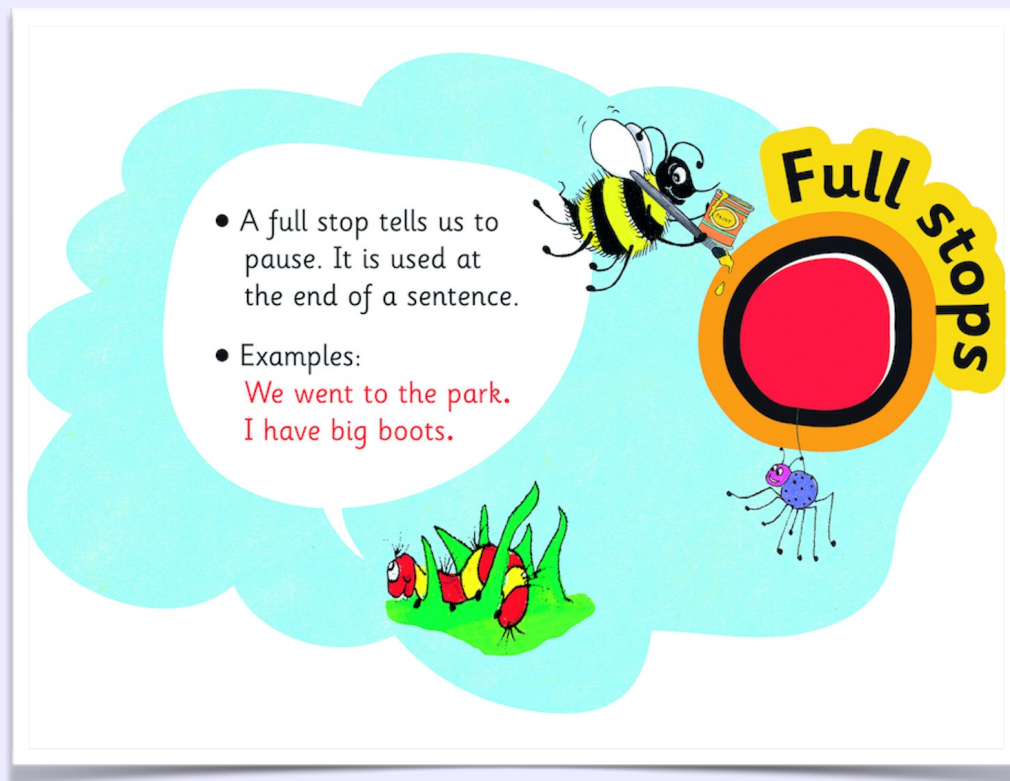 Full stops
• A full stop tells us to
pause. It is used at
the end of a sentence.
• Examples:
We went to the park.
I have big boots.
PAINT